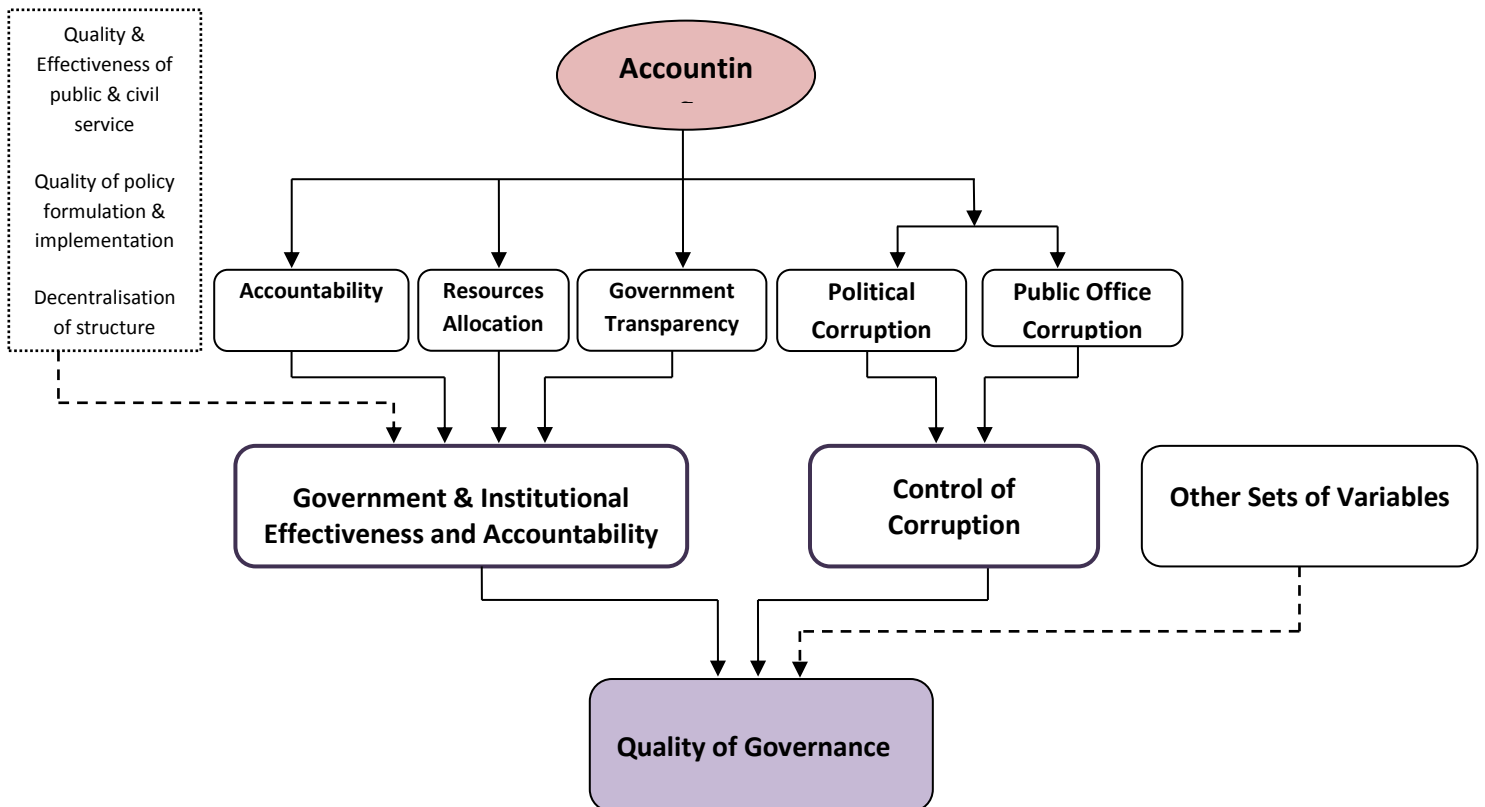 Quality &
Effectiveness of
public & civil
service
Quality of policy
formulation &
implementation
Decentralisation
of structure
Accountin
Accountability
Resources
Allocation
Government
Transparency
Political
Corruption
Public Office
Corruption
Government & Institutional
Effectiveness and Accountability
Control of
Corruption
Other Sets of Variables
Quality of Governance